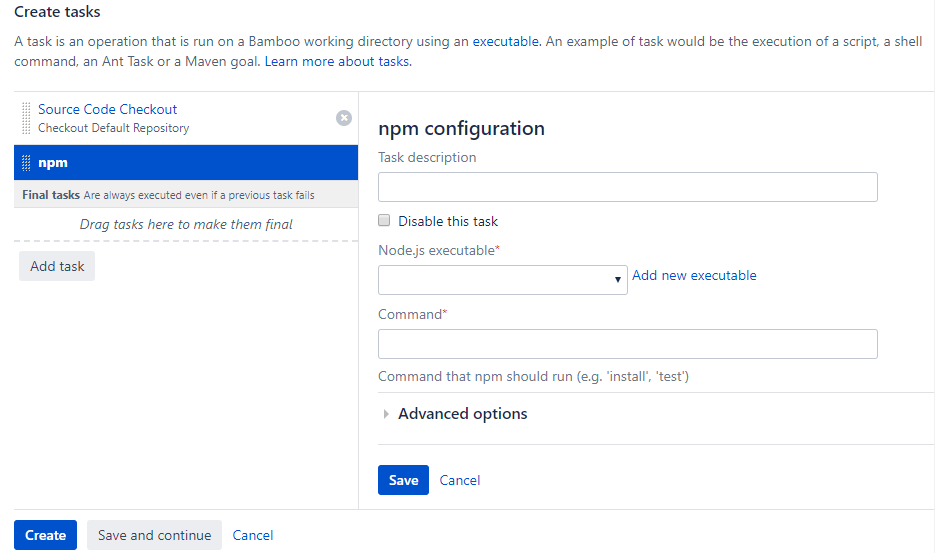 Create tasks
A task is an operation that is run on a Bamboo working directory using an executable. An example of task would be the execution of a script, a shell
command, an Ant Task or a Maven goal. Learn more about tasks.
Source Code Checkout
Checkout Default Repository
npm
Final tasks Are always executed even if a previous task fails
Drag tasks here to make them final
Add task
npm configuration
Task description
Disable this task
Node.js executable*
Add new executable
Command*
Command that npm should run (e.g. 'install', 'test')
Advanced options
Save Cancel
Create Save and continue Cancel